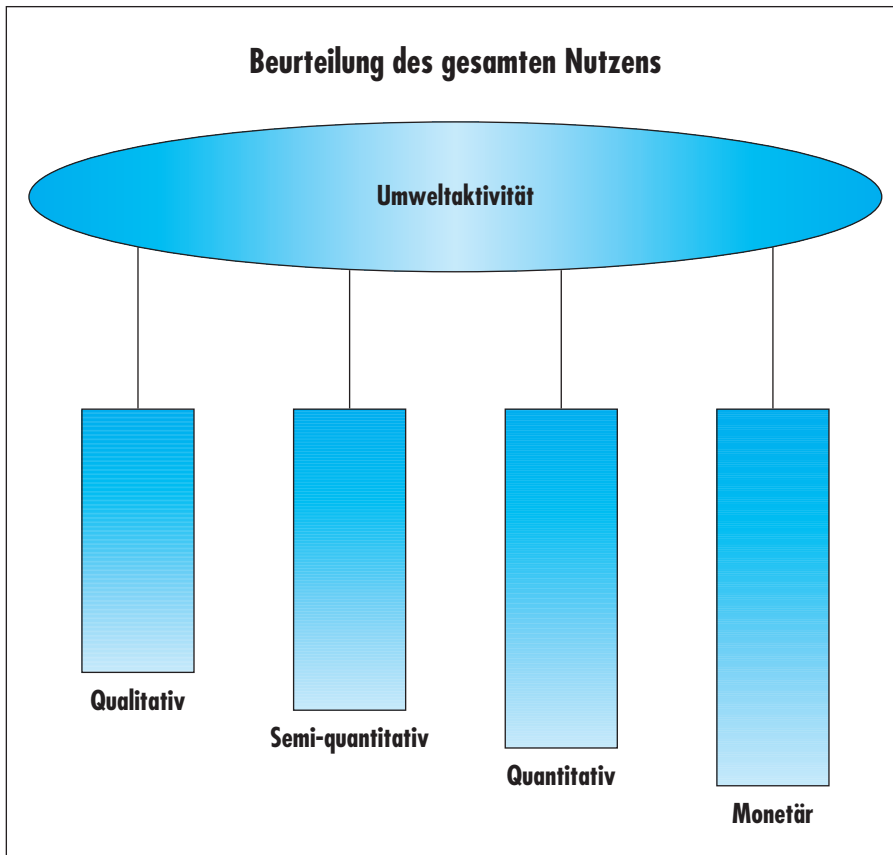 Beurteilung des gesamten Nutzens
Umweltaktivität
Qualitativ
Semi-quantitativ
Quantitativ
Monetär